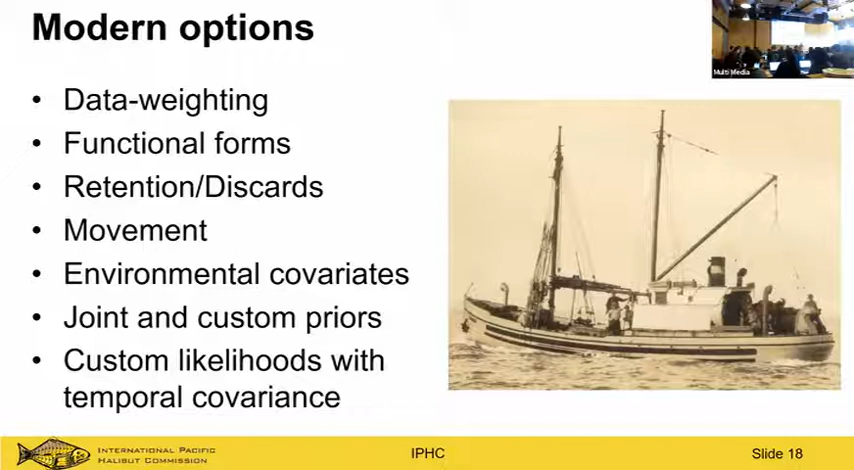 Modern options
Multi Media
• Data-weighting
• Functional forms
• Retention/Discards
• Movement
• Environmental covariates
• Joint and custom priors
• Custom likelihoods with
temporal covariance
INTERNATIONAL PACIFIC
HALIBUT COMMISSION
IPHC
Slide 18